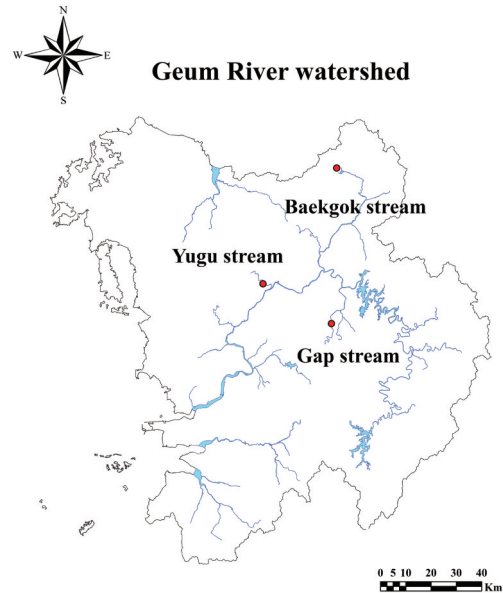 N
W E
S
Geum River watershed
Baekgok stream
Yugu stream
Gap stream
0 5 10 20 30 40
Km